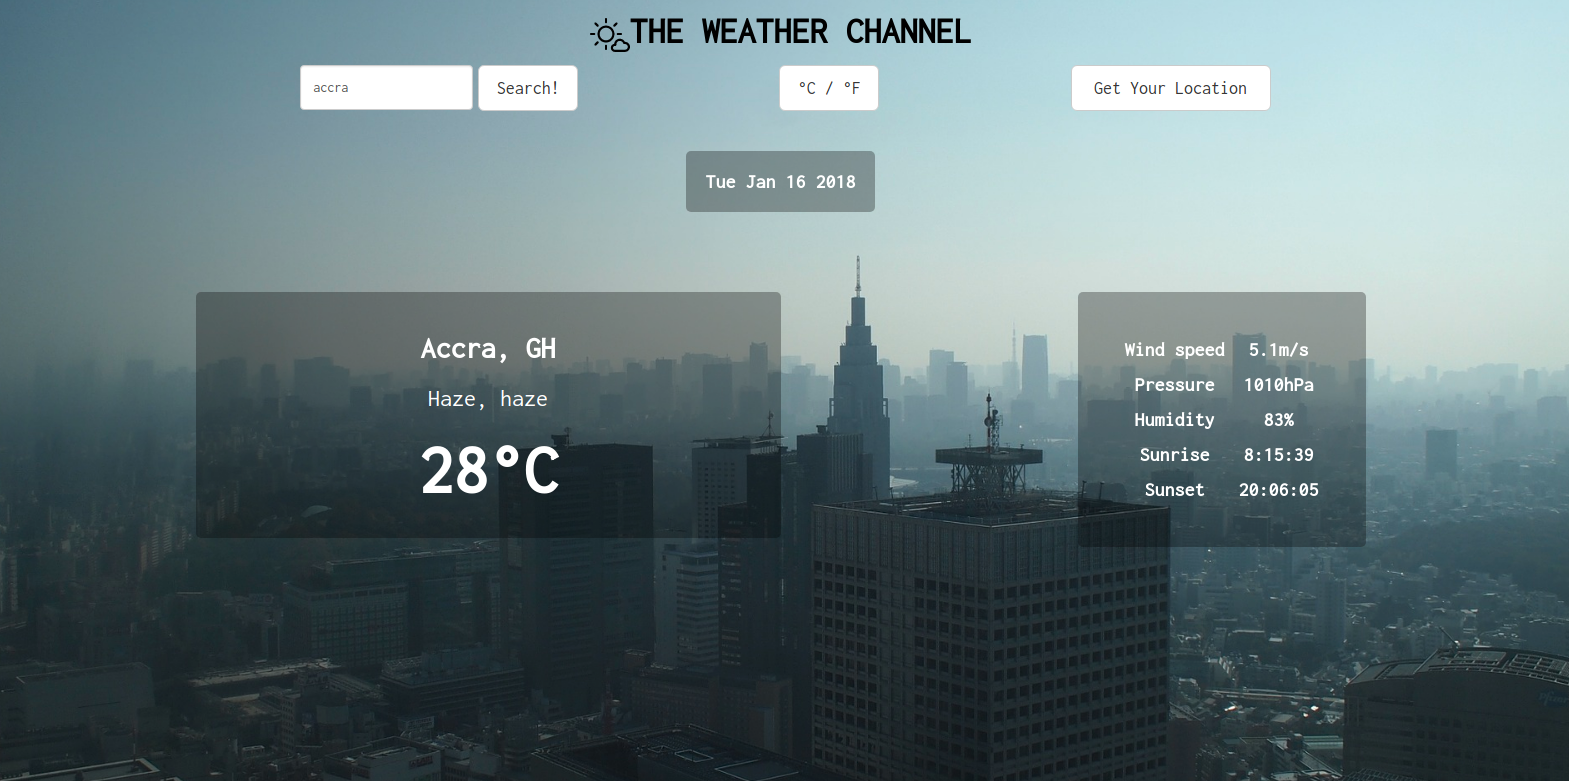 THE WEATHER CHANNEL
accra
Search!
°C / °F
Get Your Location
Tue Jan 16 2018
Accra, GH
Haze, haze
28°C
Wind speed 5.1m/s
Pressure 1010hPa
Humidity 83%
Sunrise 8:15:39
Sunset 20:06:05